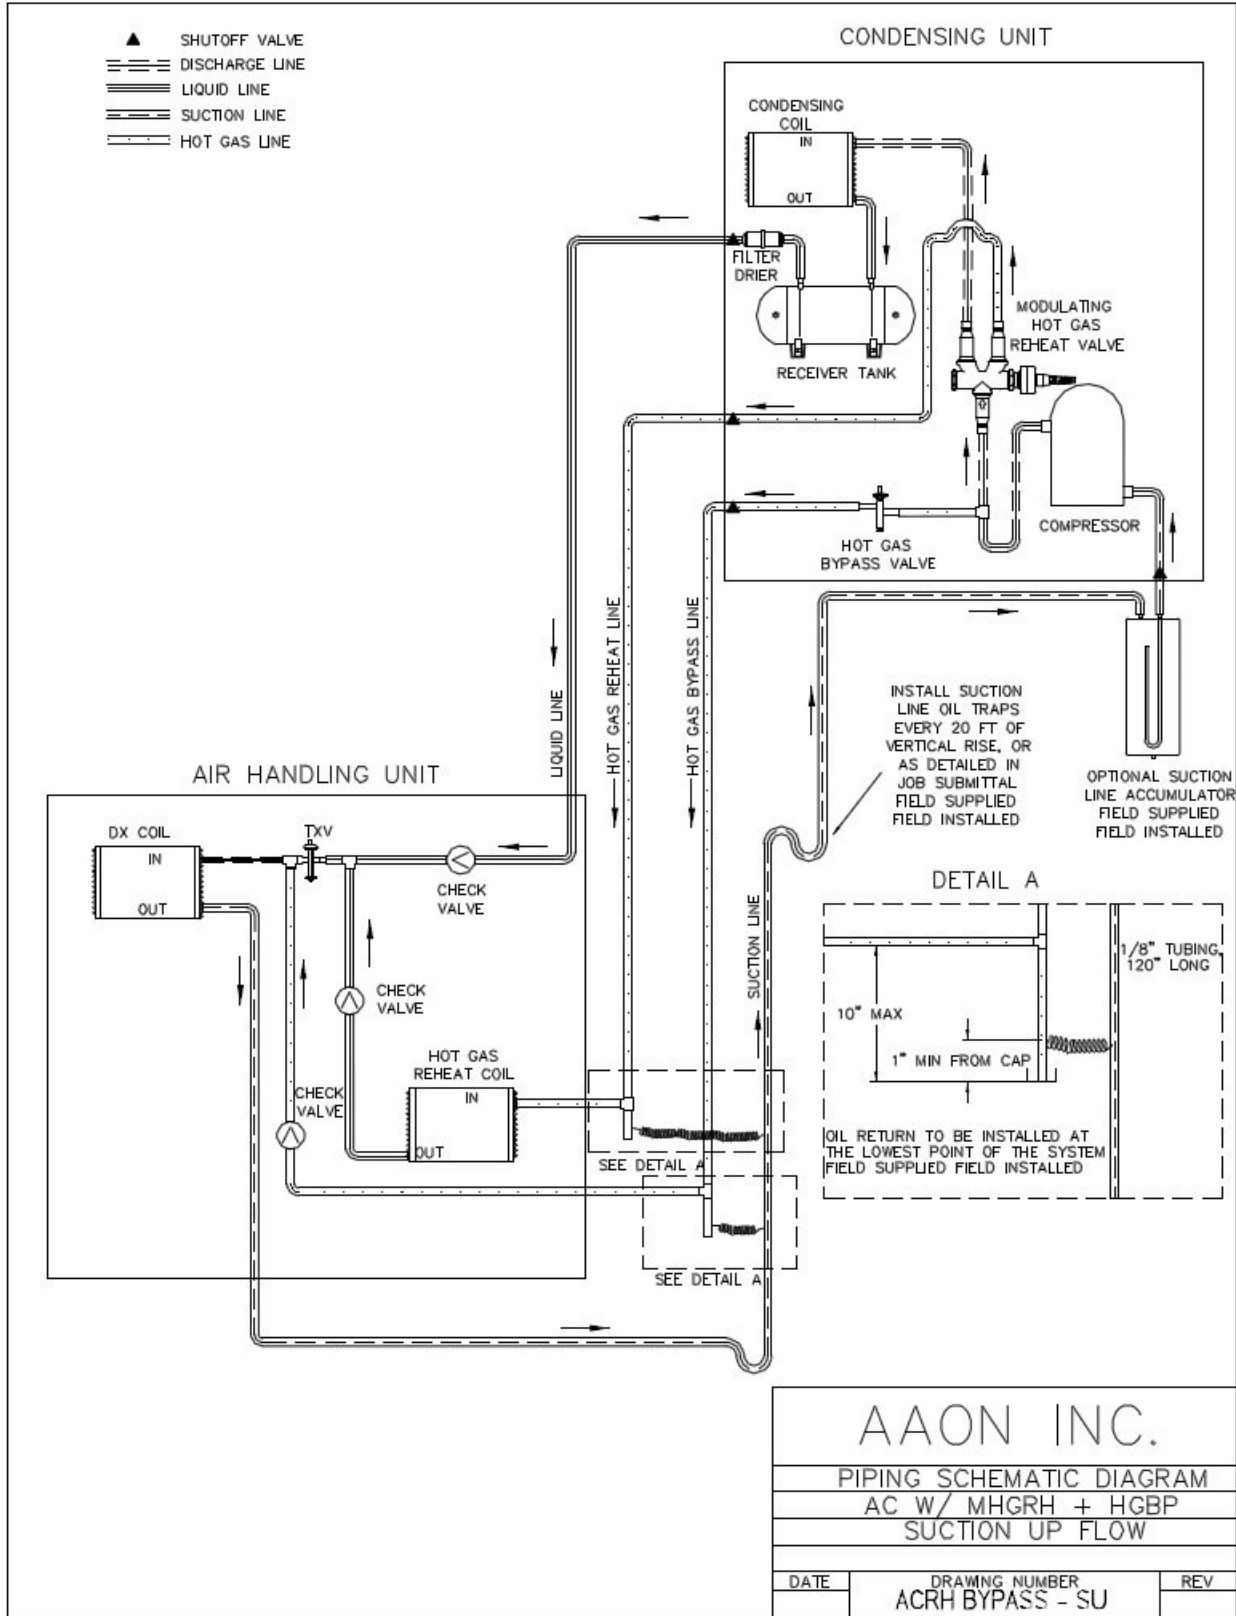 SHUTOFF VALVE
DISCHARGE LINE
LIQUID LINE
SUCTION LINE
HOT GAS LINE
CONDENSING UNIT
CONDENSING
COIL
IN
OUT
FILTER
DRIER
RECEIVER TANK
MODULATING
HOT GAS
REHEAT VALVE
COMPRESSOR
HOT GAS
BYPASS VALVE
LIQUID LINE
HOT GAS REHEAT LINE
HOT GAS BYPASS LINE
SUCTION LINE
INSTALL SUCTION
LINE OIL TRAPS
EVERY 20 FT OF
VERTICAL RISE, OR
AS DETAILED IN
JOB SUBMITTAL
FIELD SUPPLIED
FIELD INSTALLED
OPTIONAL SUCTION
LINE ACCUMULATOR
FIELD SUPPLIED
FIELD INSTALLED
AIR HANDLING UNIT
DX COIL
IN
OUT
TXV
CHECK
VALVE
CHECK
VALVE
CHECK
VALVE
HOT GAS
REHEAT COIL
IN
OUT
SEE DETAIL A
SEE DETAIL A
DETAIL A
1/8" TUBING,
120" LONG
10" MAX
1" MIN FROM CAP
OIL RETURN TO BE INSTALLED AT
THE LOWEST POINT OF THE SYSTEM
FIELD SUPPLIED FIELD INSTALLED
AAON INC.
PIPING SCHEMATIC DIAGRAM
AC W/ MHGRH + HGBP
SUCTION UP FLOW
DATE
DRAWING NUMBER
REV
ACRH BYPASS - SU